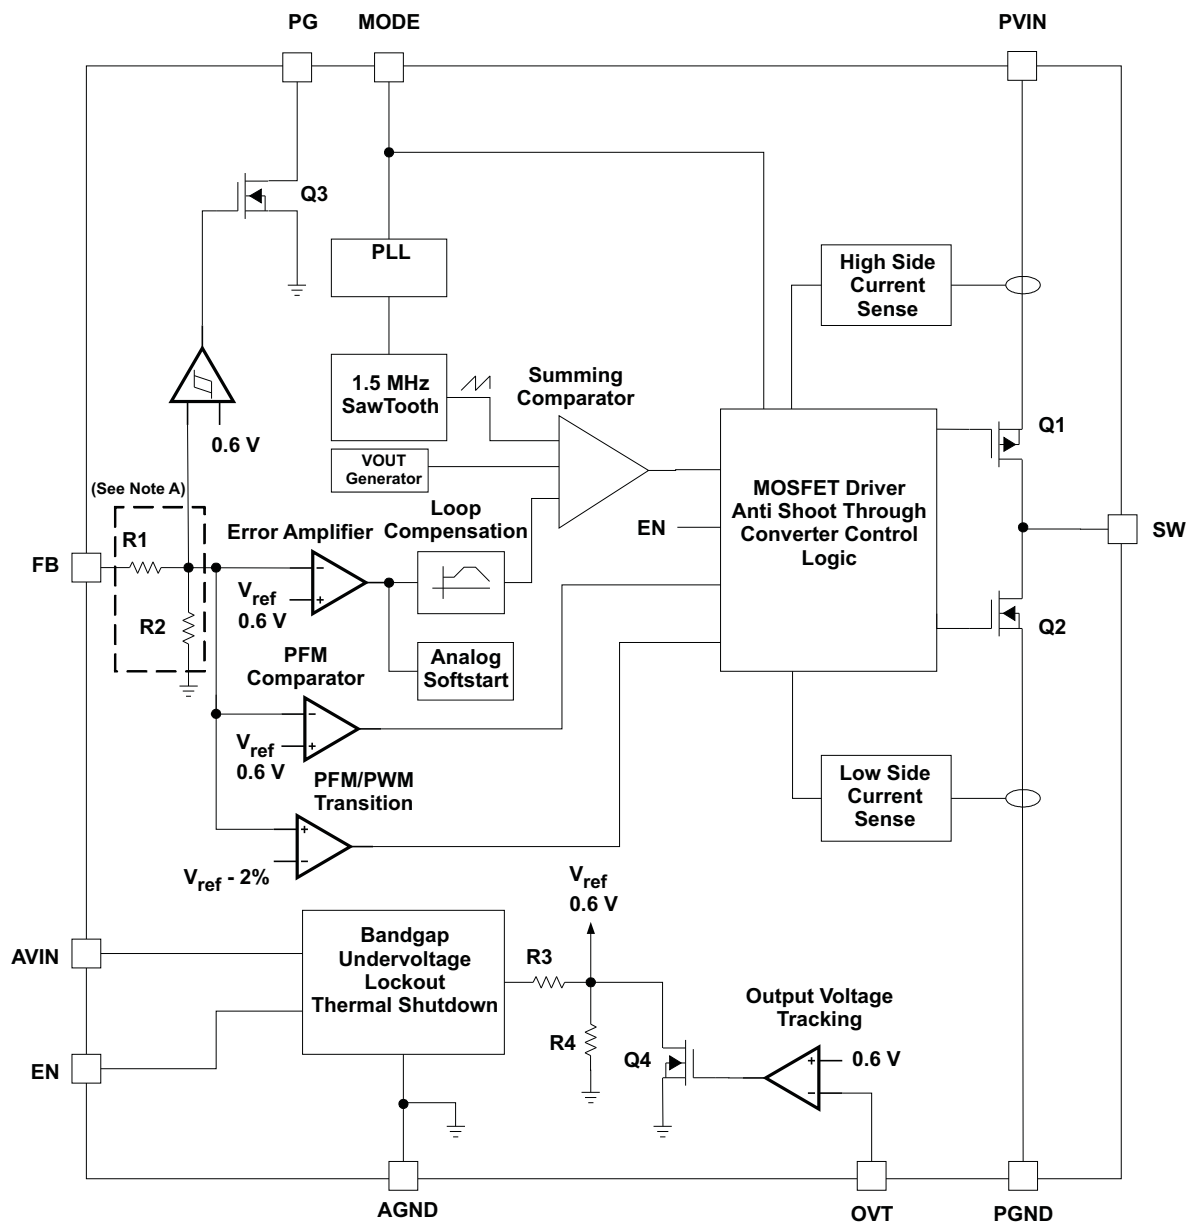 PG
MODE
PVIN
Q3
PLL
High Side
Current
Sense
1.5 MHz
SawTooth
Summing
Comparator
0.6 V
VOUT
Generator
Q1
(See Note A)
R1
FB
Error Amplifier
Loop
Compensation
EN
MOSFET Driver
Anti Shoot Through
Converter Control
Logic
SW
Vref
0.6 V
R2
Q2
PFM
Comparator
Analog
Softstart
Vref
0.6 V
PFM/PWM
Transition
Low Side
Current
Sense
Vref - 2%
Vref
0.6 V
AVIN
Bandgap
Undervoltage
Lockout
Thermal Shutdown
R3
Output Voltage
Tracking
R4
Q4
0.6 V
EN
AGND
OVT
PGND